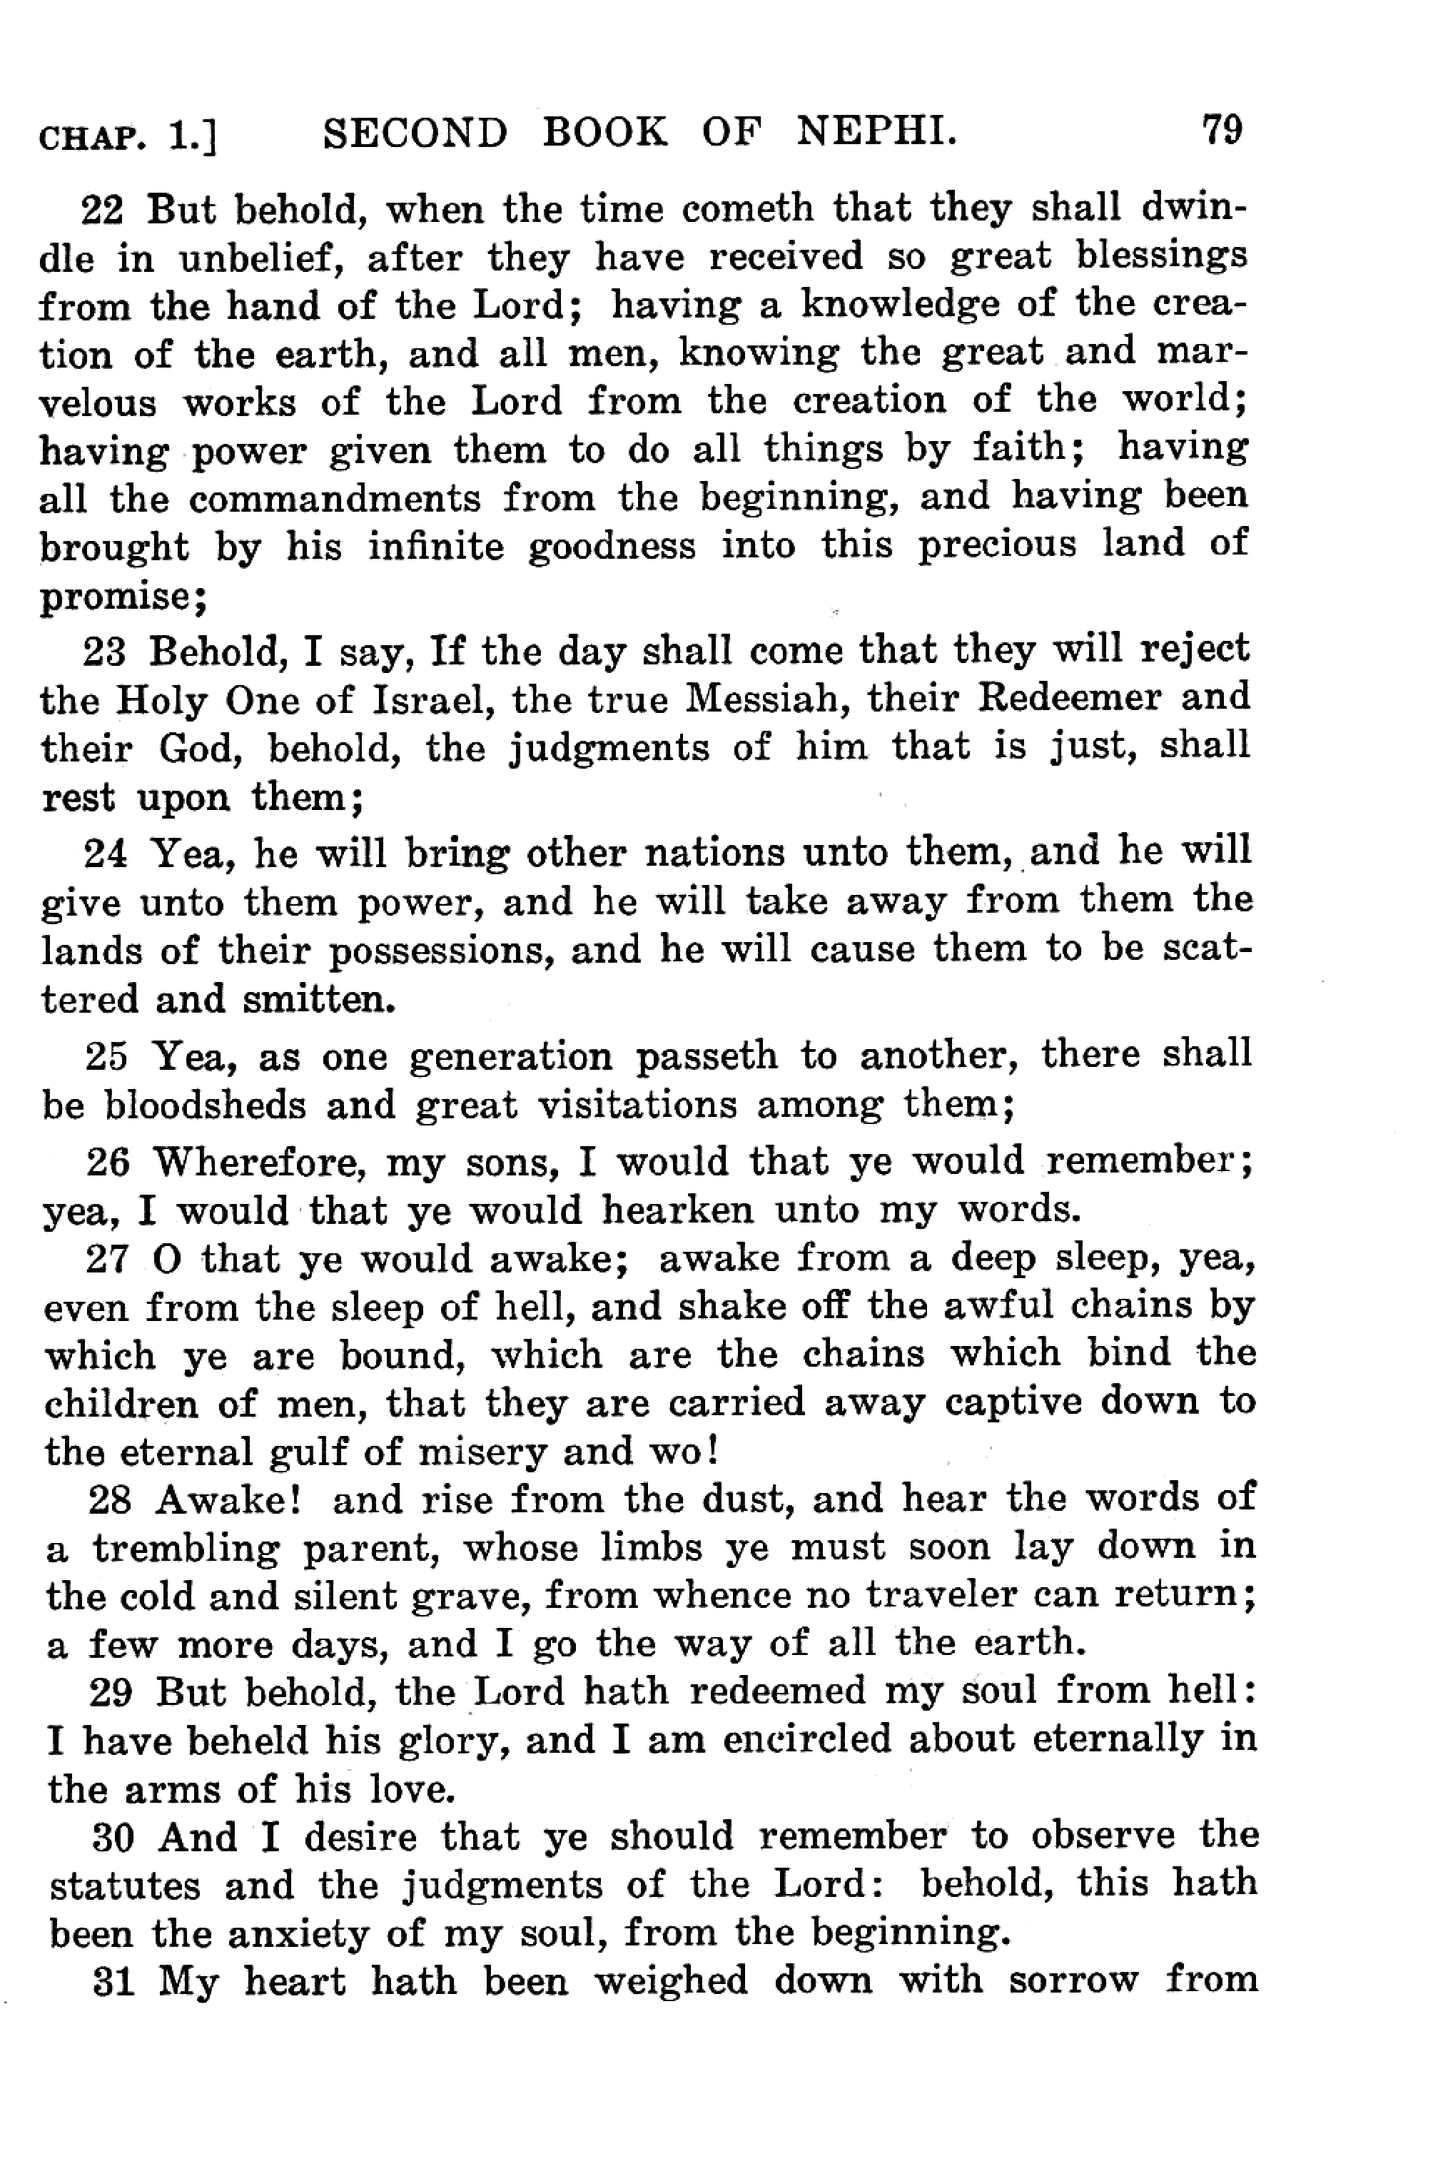 CHAP. 1.] SECOND BOOK OF NEPHI. 79
22 But behold, when the time cometh that they shall dwin-
dle in unbelief, after they have received so great blessings
from the hand of the Lord; having a knowledge of the crea-
tion of the earth, and all men, knowing the great and mar-
velous works of the Lord from the creation of the world;
having power given them to do all things by faith; having
all the commandments from the beginning, and having been
brought by his infinite goodness into this precious land of
promise;
23 Behold, I say, If the day shall come that they will reject
the Holy One of Israel, the true Messiah, their Redeemer and
their God, behold, the judgments of him that is just, shall
rest upon them;
24 Yea, he will bring other nations unto them, and he will
give unto them power, and he will take away from them the
lands of their possessions, and he will cause them to be scat-
tered and smitten.
25 Yea, as one generation passeth to another, there shall
be bloodsheds and great visitations among them;
26 Wherefore, my sons, I would that ye would remember;
yea, I would that ye would hearken unto my words.
27 O that ye would awake; awake from a deep sleep, yea,
even from the sleep of hell, and shake off the awful chains by
which ye are bound, which are the chains which bind the
children of men, that they are carried away captive down to
the eternal gulf of misery and wo!
28 Awake! and rise from the dust, and hear the words of
a trembling parent, whose limbs ye must soon lay down in
the cold and silent grave, from whence no traveler can return;
a few more days, and I go the way of all the earth.
29 But behold, the Lord hath redeemed my soul from hell:
I have beheld his glory, and I am encircled about eternally in
the arms of his love.
30 And I desire that ye should remember to observe the
statutes and the judgments of the Lord: behold, this hath
been the anxiety of my soul, from the beginning.
31 My heart hath been weighed down with sorrow from